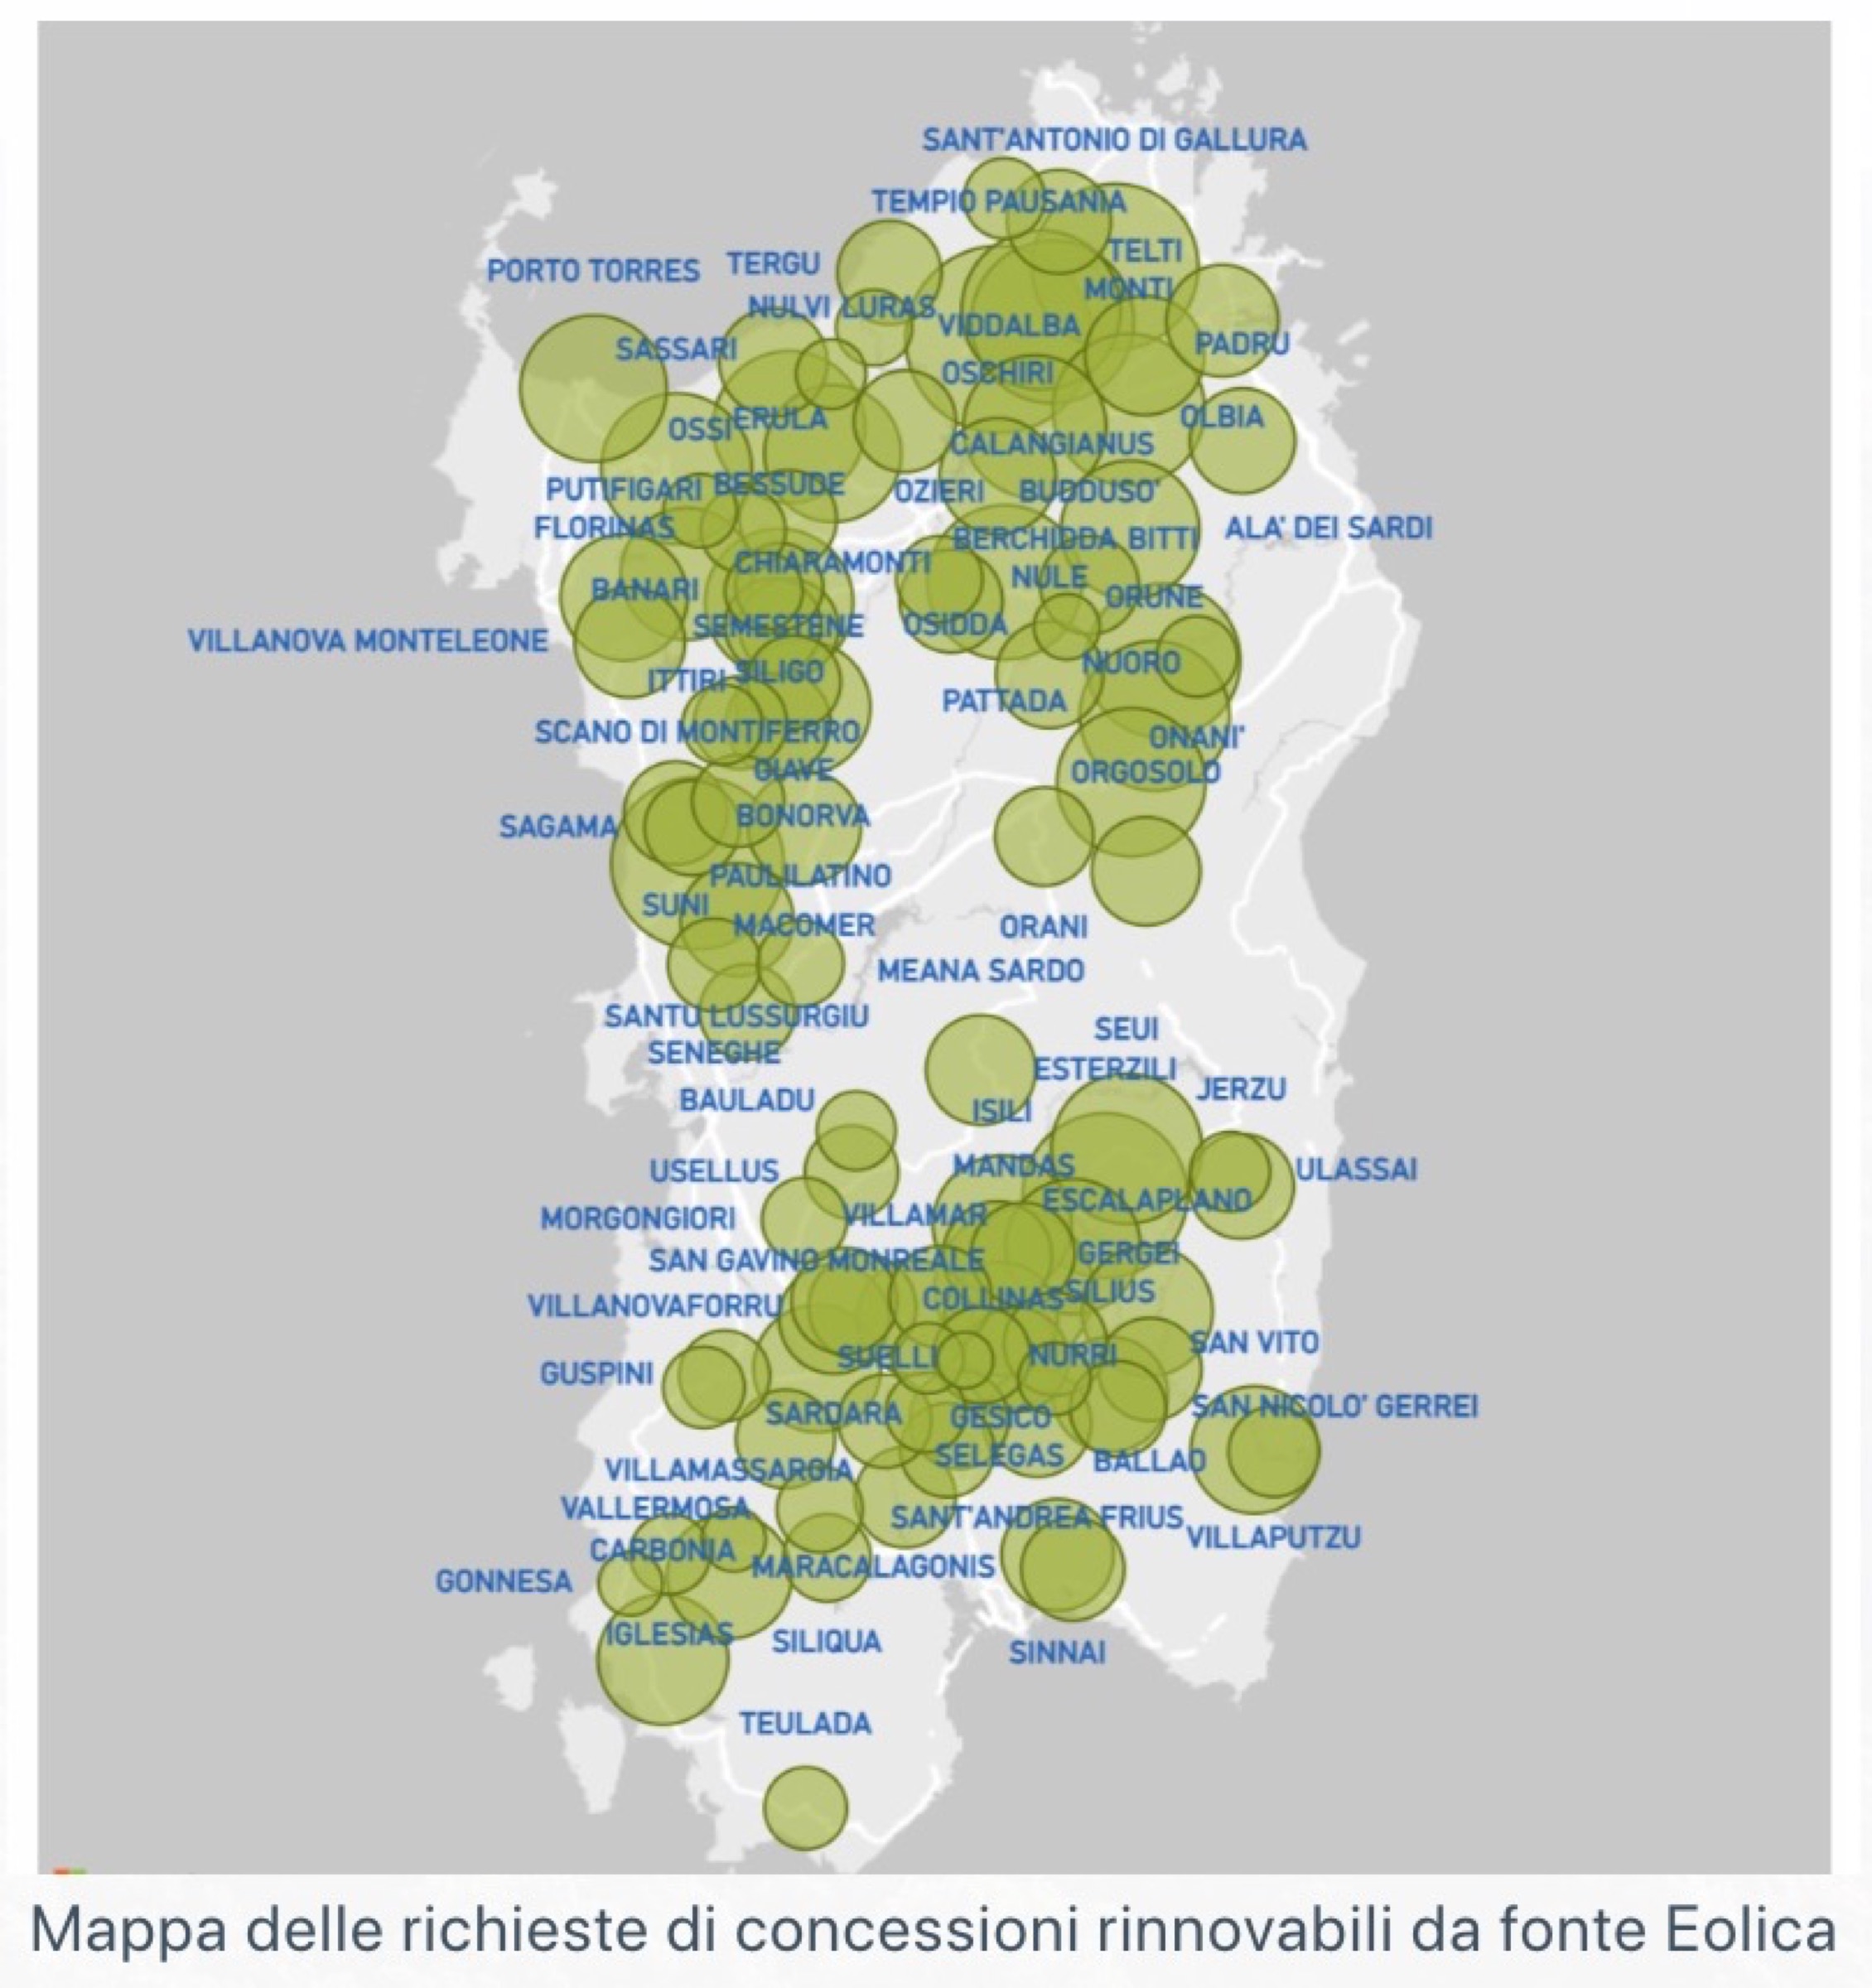 SANT'ANTONIO DI GALLURA
TEMPIO PAUSANIA
TELTI
PORTO TORRES
TERGU
MONTI
NULVI
LURAS
VIDDALBA
SASSARI
PADRU
OSCHIRI
OSSI
ERULA
OLBIA
CALANGIANUS
PUTIFIGARI
BESSUDE
OZIERI
BUDDUSO'
FLORINAS
BERCHIDDA
BITTI
ALA' DEI SARDI
CHIARAMONTI
NULE
BANARI
ORUNE
SEMESTENE
OSIDDA
VILLANOVA MONTELEONE
NUORO
ITTIRI
SILIGO
PATTADA
SCANO DI MONTIFERRO
ONANI'
GIAVE
ORGOSOLO
SAGAMA
BONORVA
PAULILATINO
SUNI
MACOMER
ORANI
MEANA SARDO
SANTU LUSSURGIU
SEUI
SENEGHE
ESTERZILI
JERZU
BAULADU
ISILI
USELLUS
MANDAS
ULASSAI
ESCALAPLANO
MORGONGIORI
VILLAMAR
SAN GAVINO MONREALE
GERGEI
VILLANOVAFORRU
COLLINAS
SILIUS
SAN VITO
GUSPINI
SUELLI
NURRI
SARDARA
GESICO
SAN NICOLO' GERREI
SELEGAS
BALLAO
VILLAMASSARGIA
VALLERMOSA
SANT'ANDREA FRIUS
VILLAPUTZU
CARBONIA
MARACALAGONIS
GONNESA
IGLESIAS
SILIQUA
SINNAI
TEULADA
Mappa delle richieste di concessioni rinnovabili da fonte Eolica